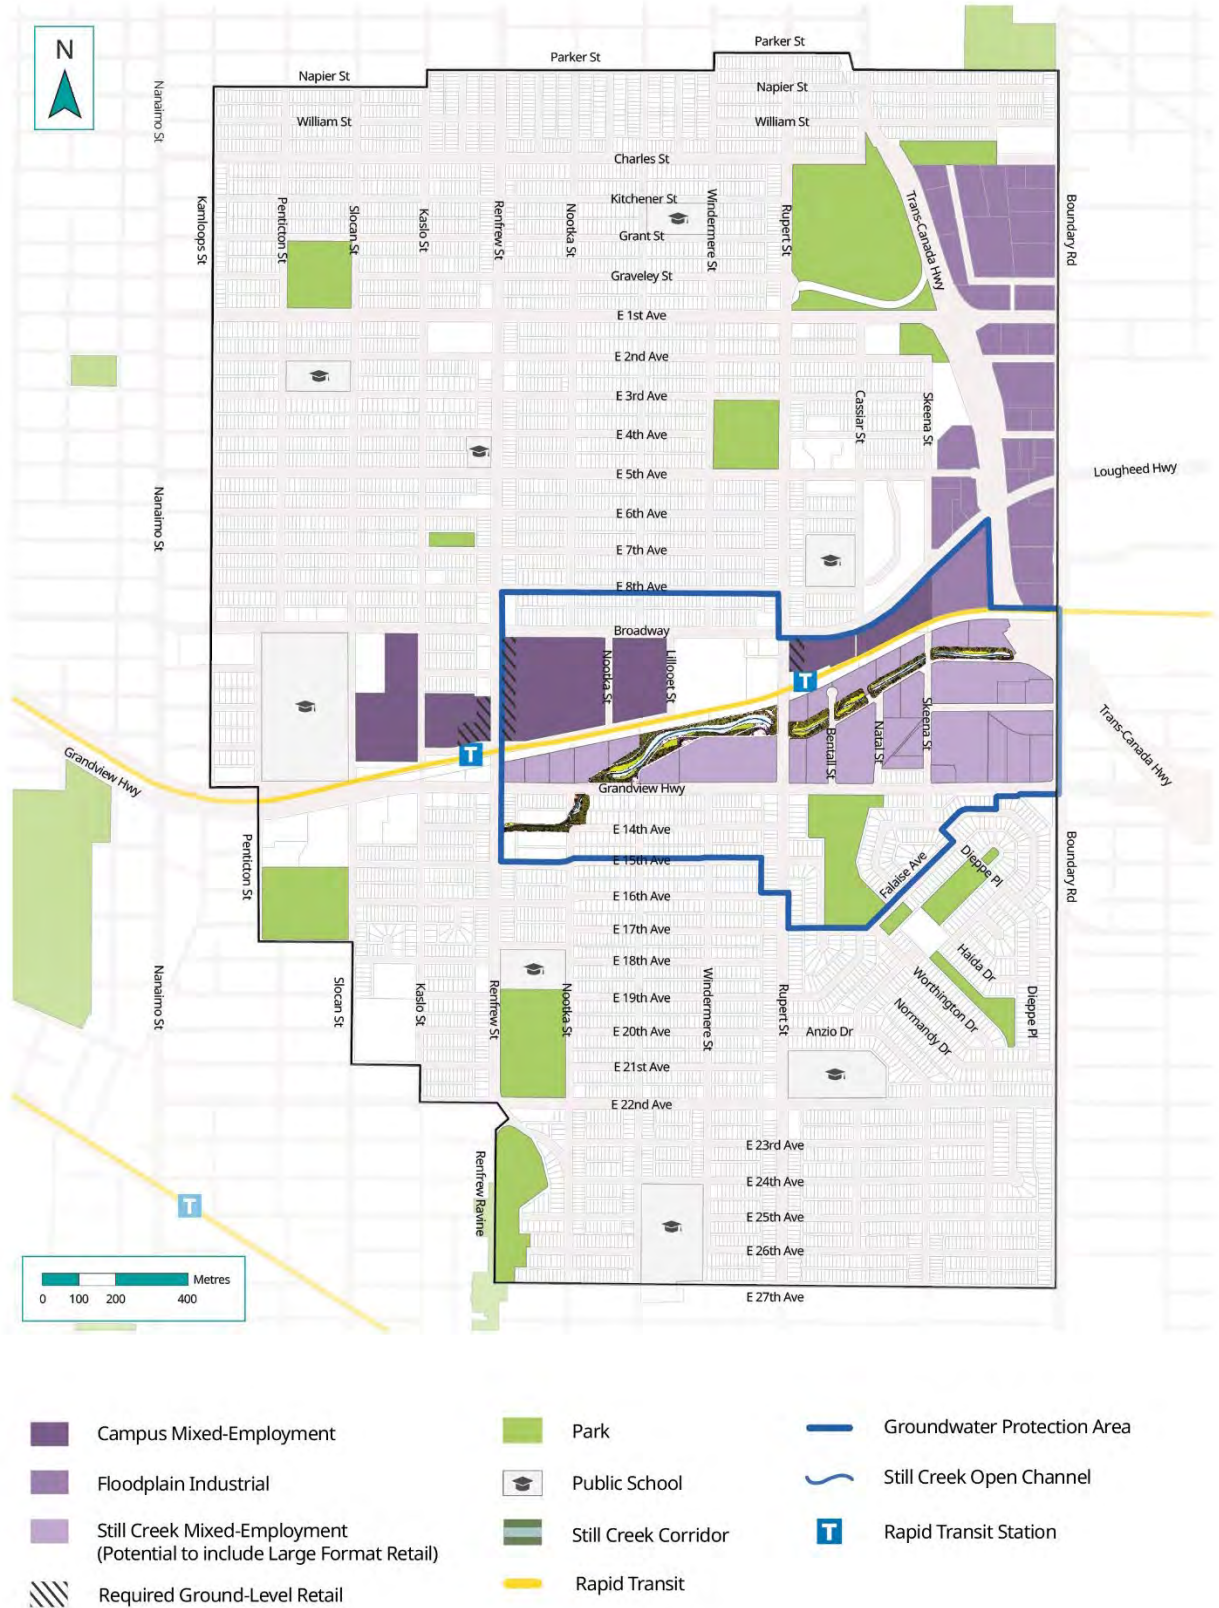 N
Parker St
Parker St
Napier St
Napier St
William St
William St
Nanaimo St
Charles St
Kitchener St
Grant St
Graveley St
Kamloops St
Penticton St
Slocan St
Kaslo St
Renfrew St
Nootka St
Windermere St
Rupert St
Trans-Canada Hwy
Boundary Rd
E 1st Ave
E 2nd Ave
E 3rd Ave
E 4th Ave
E 5th Ave
Cassiar St
Skeena St
Lougheed Hwy
Nanaimo St
E 6th Ave
E 7th Ave
E 8th Ave
Broadway
Nootka St
Lillooet St
T
T
Bentall St
Natal St
Skeena St
Trans-Canada Hwy
Grandview Hwy
Grandview Hwy
E 14th Ave
E 15th Ave
E 16th Ave
E 17th Ave
E 18th Ave
E 19th Ave
E 20th Ave
E 21st Ave
E 22nd Ave
Penticton St
Falaise Ave
Dieppe Pl
Boundary Rd
Nanaimo St
Slocan St
Kaslo St
Renfrew St
Nootka St
Windermere St
Rupert St
Haida Dr
Worthington Dr
Normandy Dr
Dieppe Pl
Anzio Dr
E 23rd Ave
E 24th Ave
E 25th Ave
E 26th Ave
E 27th Ave
Renfrew Ravine
T
Metres
0 100 200 400
Campus Mixed-Employment
Floodplain Industrial
Still Creek Mixed-Employment
(Potential to include Large Format Retail)
Required Ground-Level Retail
Park
Public School
Still Creek Corridor
Rapid Transit
Groundwater Protection Area
Still Creek Open Channel
T
Rapid Transit Station